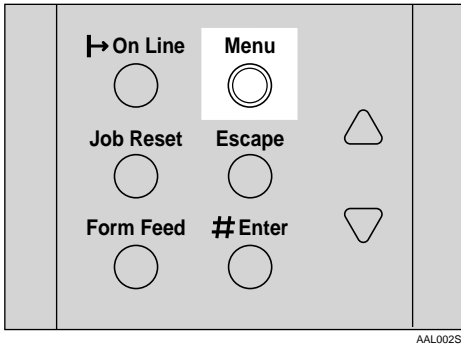 On Line Menu
Job Reset Escape
Form Feed # Enter
AAL002S